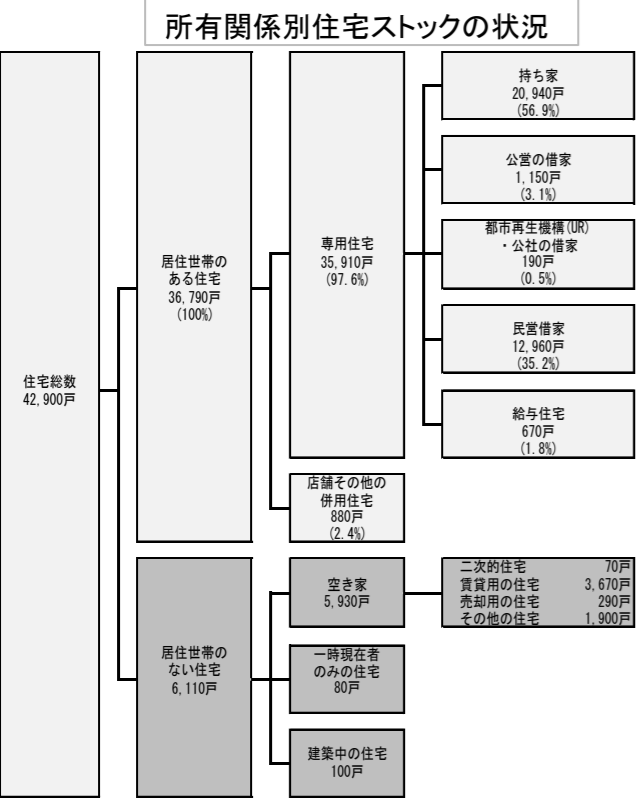 所有関係別住宅ストックの状況
住宅総数
42,900戸
居住世帯の
ある住宅
36,790戸
(100%)
専用住宅
35,910戸
(97.6%)
持ち家
20,940戸
(56.9%)
公営の借家
1,150戸
(3.1%)
都市再生機構(UR)
・公社の借家
190戸
(0.5%)
民営借家
12,960戸
(35.2%)
給与住宅
670戸
(1.8%)
店舗その他の
併用住宅
880戸
(2.4%)
居住世帯の
ない住宅
6,110戸
空き家
5,930戸
二次的住宅 70戸
賃貸用の住宅 3,670戸
売却用の住宅 290戸
その他の住宅 1,900戸
一時現在者
のみの住宅
80戸
建築中の住宅
100戸